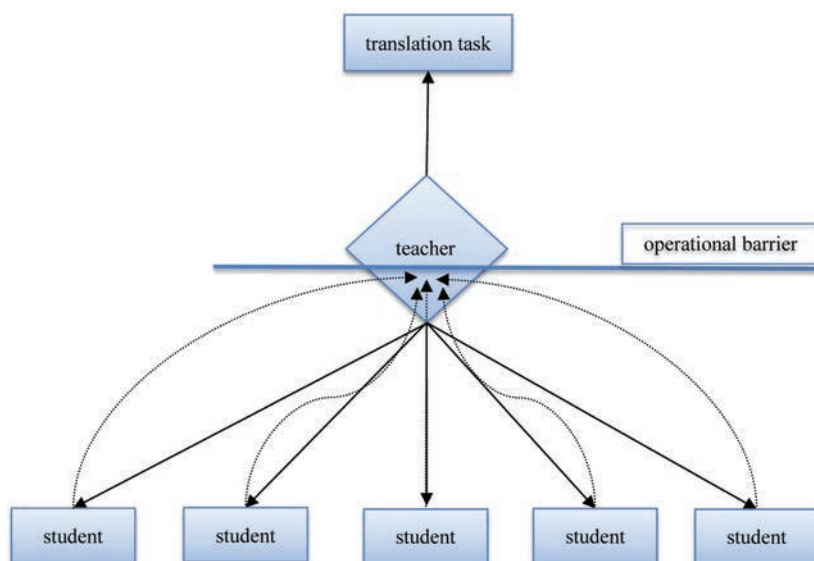 translation task
teacher
operational barrier
student
student
student
student
student